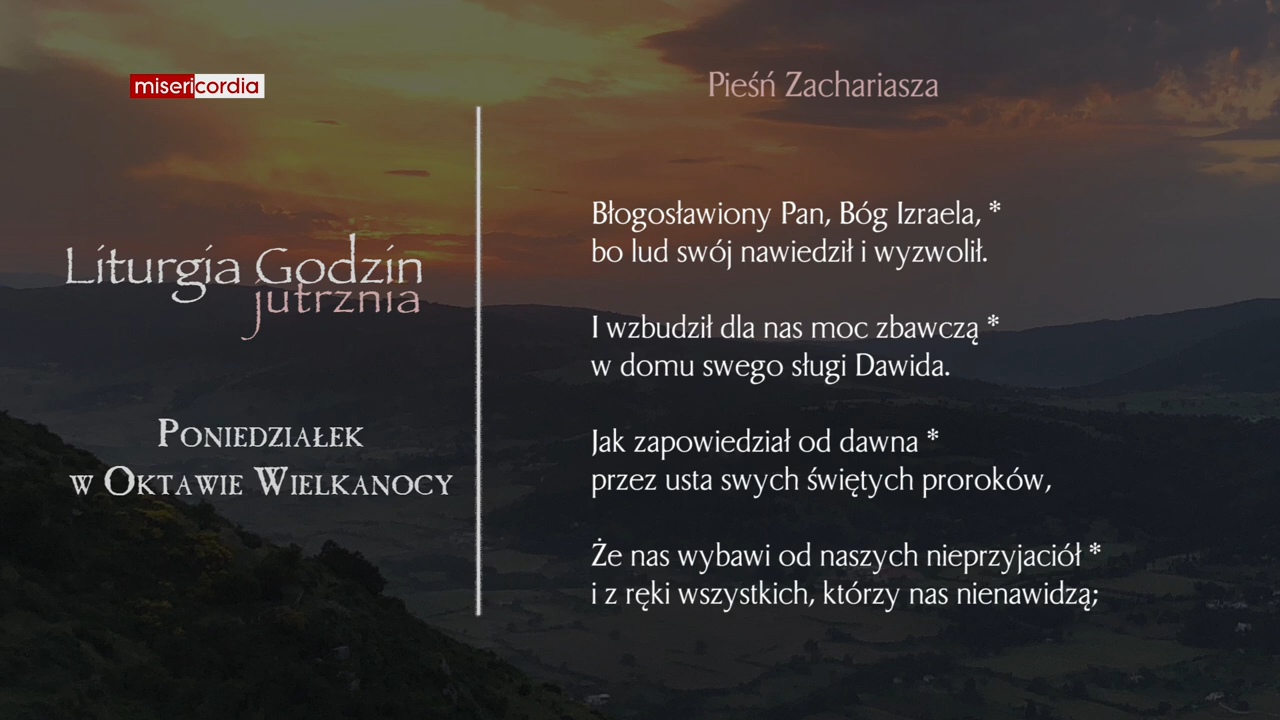 misericordia
Liturgia Godzin
jutrznia
Poniedziałek
w Oktawie Wielkanocy
Pieśń Zachariasza
Błogosławiony Pan, Bóg Izraela, *
bo lud swój nawiedził i wyzwolił.
I wzbudził dla nas moc zbawczą *
w domu swego sługi Dawida.
Jak zapowiedział od dawna *
przez usta swych świętych proroków,
Że nas wybawi od naszych nieprzyjaciół *
i z ręki wszystkich, którzy nas nienawidzą;